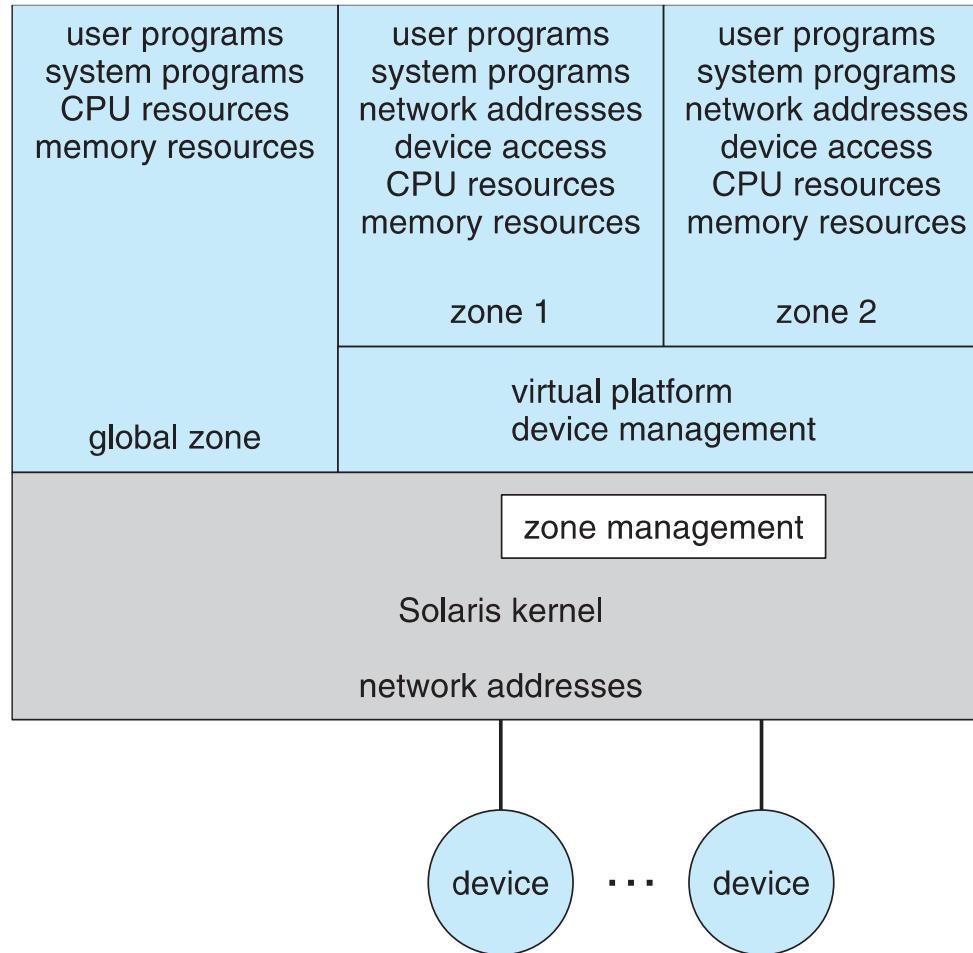 user programs
system programs
CPU resources
memory resources
global zone
user programs
system programs
network addresses
device access
CPU resources
memory resources
zone 1
user programs
system programs
network addresses
device access
CPU resources
memory resources
zone 2
virtual platform
device management
zone management
Solaris kernel
network addresses
device
...
device